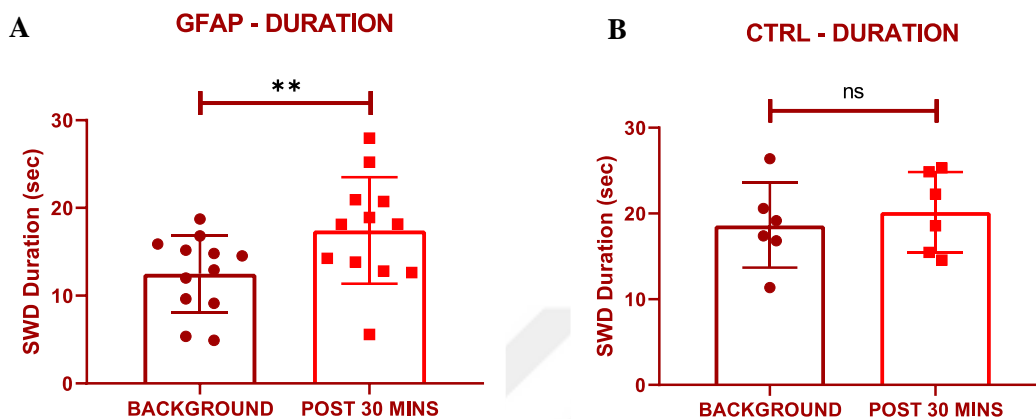 A
GFAP - DURATION
**
SWD Duration (sec)
30
20
10
0
BACKGROUND
POST 30 MINS
B
CTRL - DURATION
ns
SWD Duration (sec)
30
20
10
0
BACKGROUND
POST 30 MINS